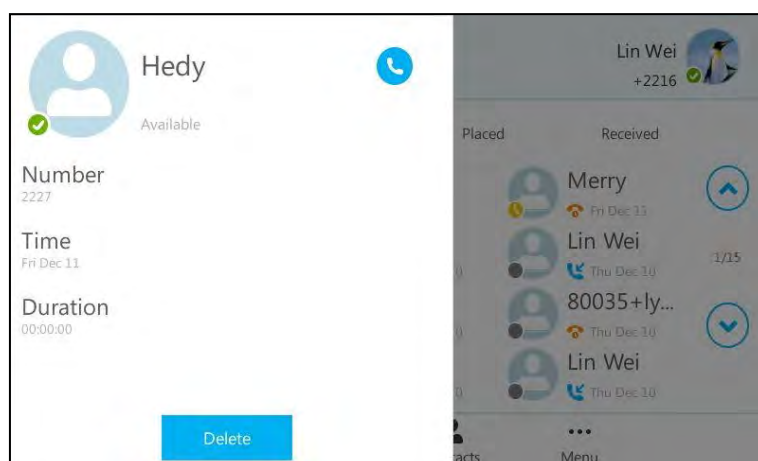 Hedy
Available
Number
2227
Time
Fri Dec 11
Duration
00:00:00
Delete
Lin Wei
+2216
Placed
Received
Merry
Fri Dec 11
Lin Wei
Thu Dec 10
1/15
80035+ly...
Thu Dec 10
Lin Wei
Thu Dec 10
tacts
Menu